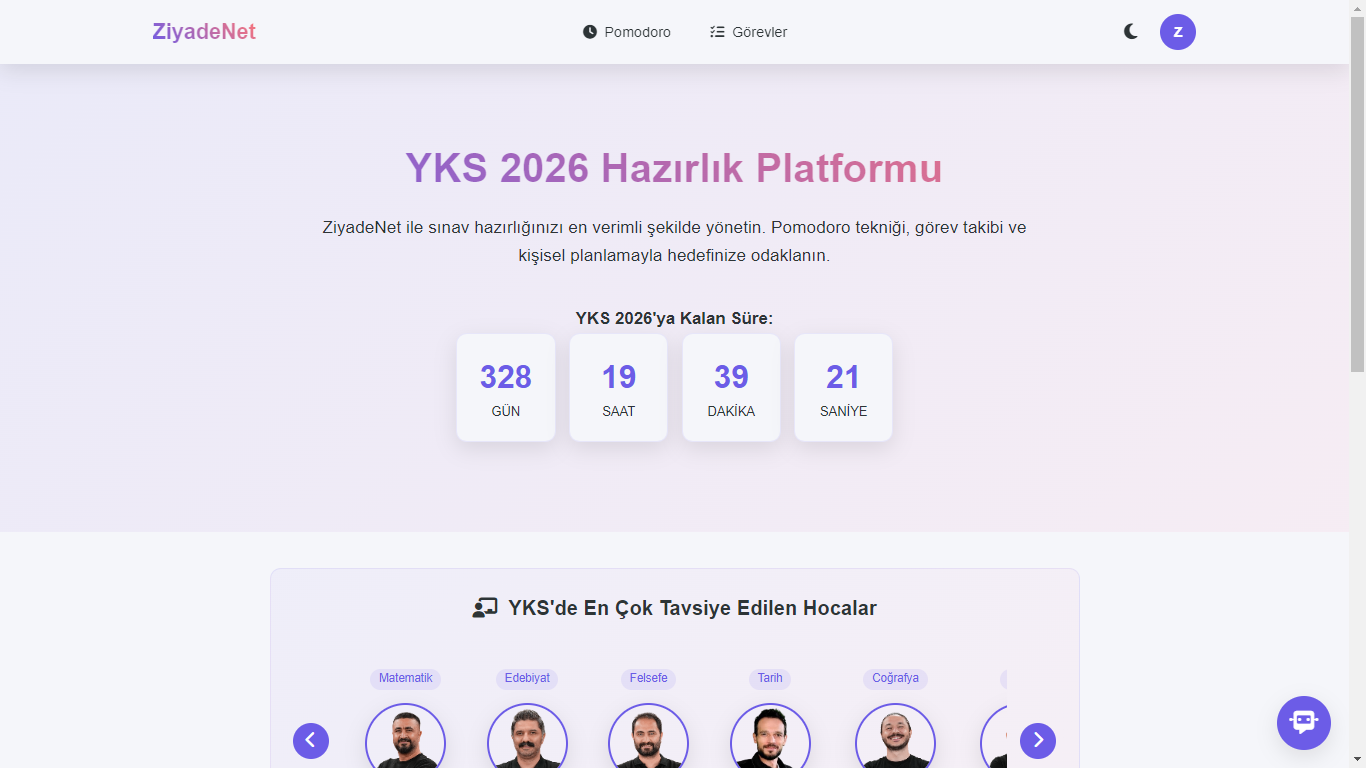 ZiyadeNet
Pomodoro
Görevler
z
YKS 2026 Hazırlık Platformu
ZiyadeNet ile sınav hazırlığınızı en verimli şekilde yönetin. Pomodoro tekniği, görev takibi ve
kişisel planlamayla hedefinize odaklanın.
YKS 2026'ya Kalan Süre:
328
GÜN
19
SAAT
39
DAKİKA
21
SANİYE
YKS'de En Çok Tavsiye Edilen Hocalar
Matematik
Edebiyat
Felsefe
Tarih
Coğrafya